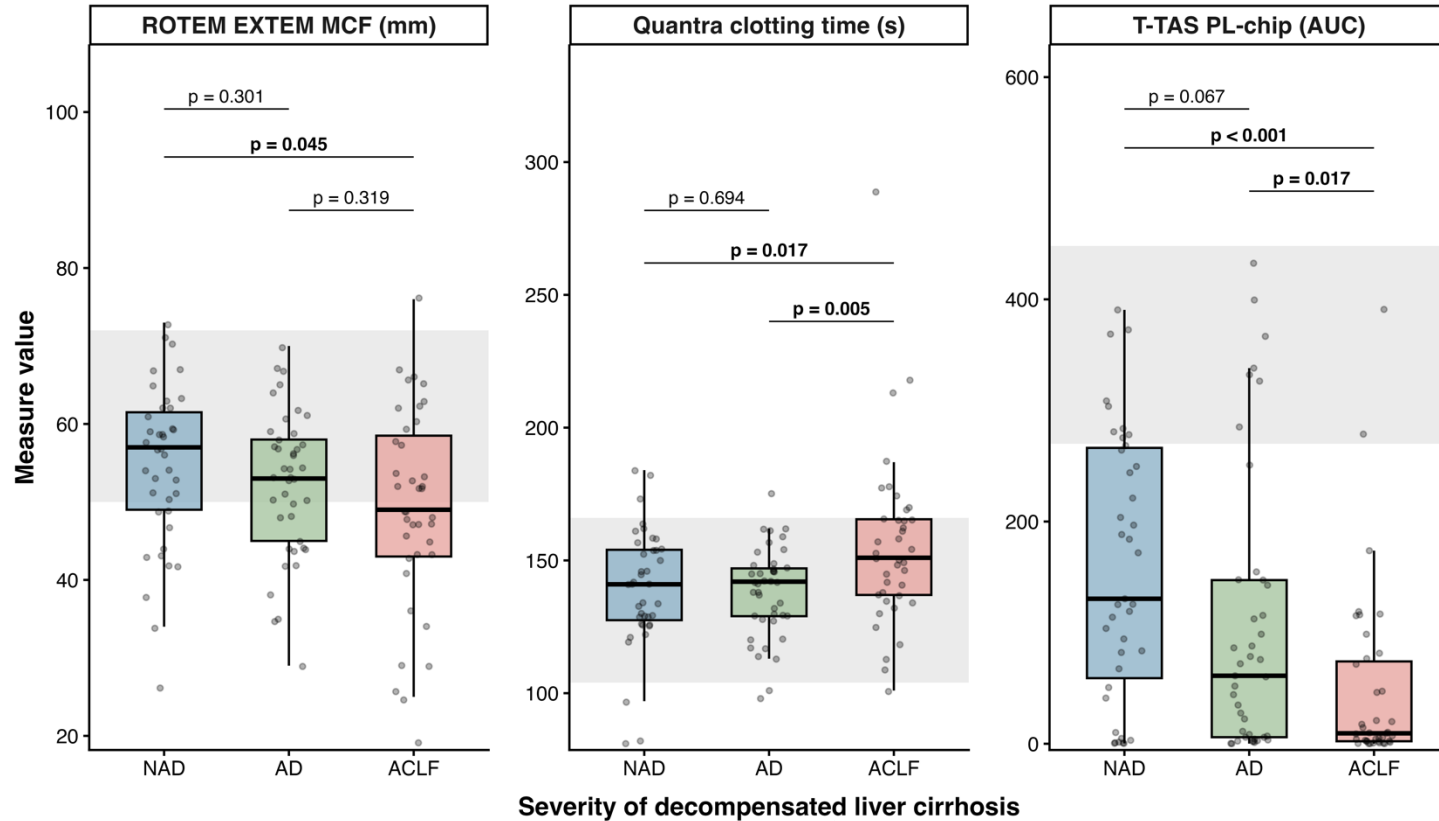 ROTEM EXTEM MCF (mm)
Quantra clotting time (s)
T-TAS PL-chip (AUC)
Measure value
100
80
60
40
20
p = 0.301
p = 0.045
p = 0.319
NAD
AD
ACLF
300
250
200
150
100
p = 0.694
p = 0.017
p = 0.005
NAD
AD
ACLF
600
400
200
0
p = 0.067
p < 0.001
p = 0.017
NAD
AD
ACLF
Severity of decompensated liver cirrhosis